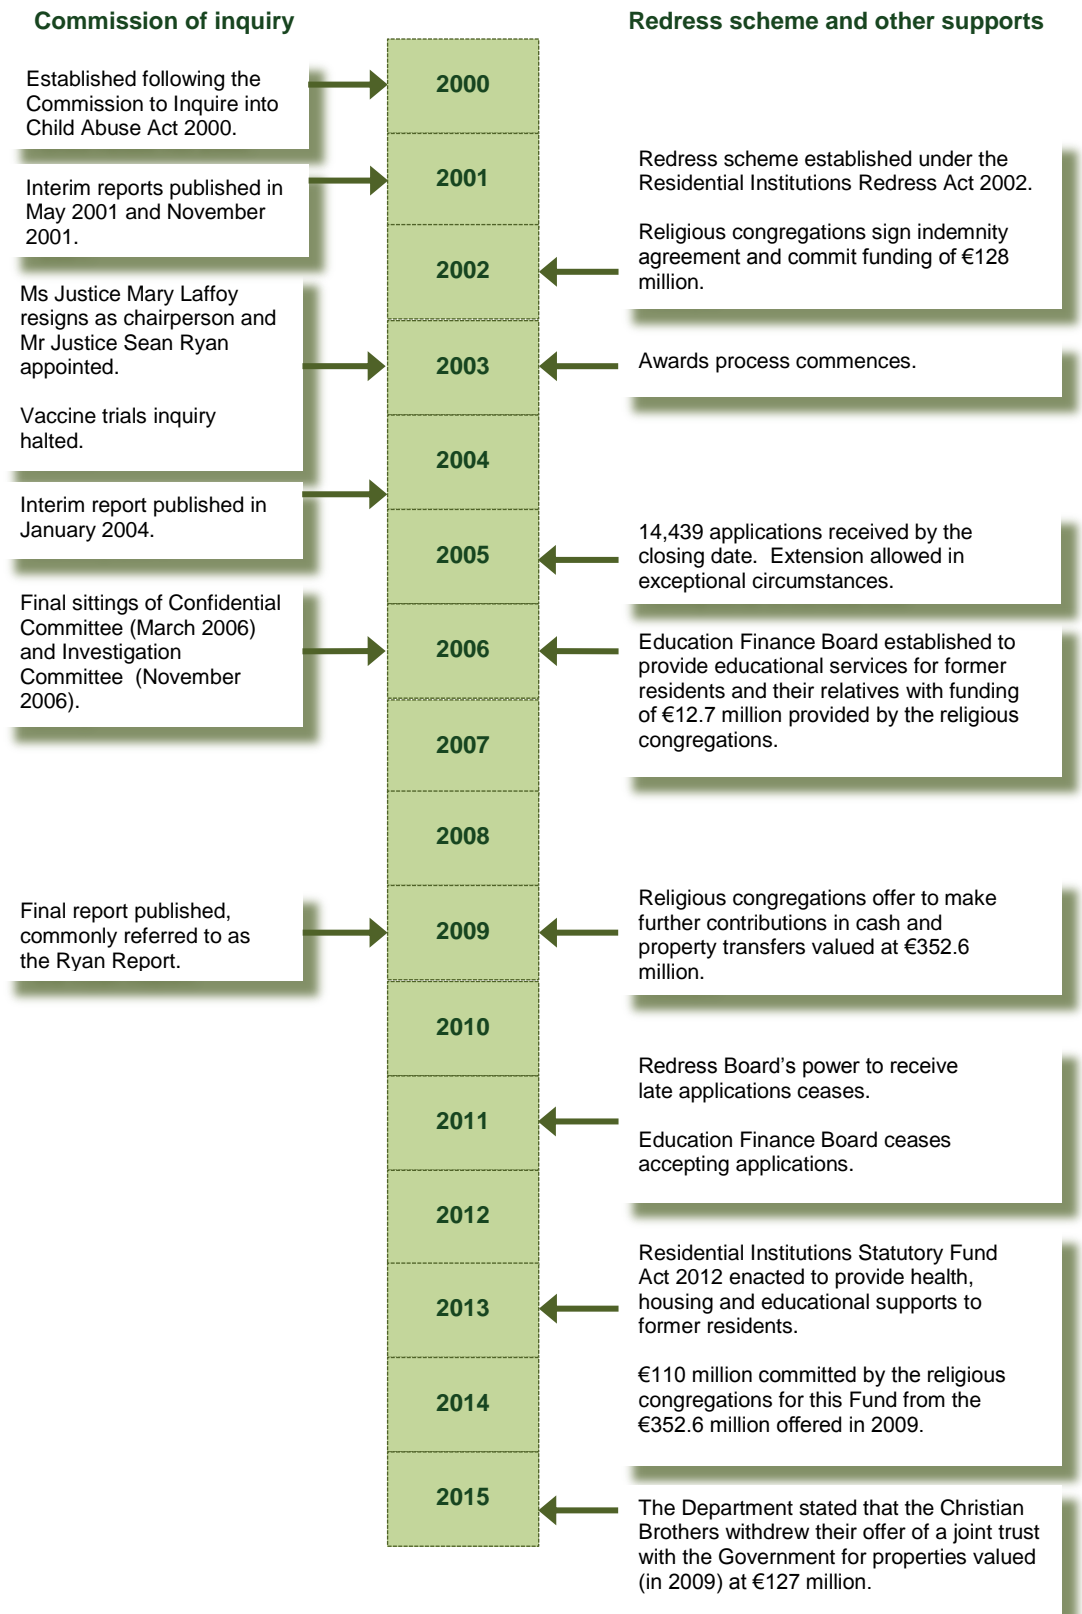 Commission of inquiry
Redress scheme and other supports
Established following the
Commission to Inquire into
Child Abuse Act 2000.
2000
Interim reports published in
May 2001 and November
2001.
2001
Redress scheme established under the
Residential Institutions Redress Act 2002.
Religious congregations sign indemnity
agreement and commit funding of €128
million.
2002
Ms Justice Mary Laffoy
resigns as chairperson and
Mr Justice Sean Ryan
appointed.
Vaccine trials inquiry
halted.
2003
Awards process commences.
2004
Interim report published in
January 2004.
2005
14,439 applications received by the
closing date.  Extension allowed in
exceptional circumstances.
Final sittings of Confidential
Committee (March 2006)
and Investigation
Committee  (November
2006).
2006
Education Finance Board established to
provide educational services for former
residents and their relatives with funding
of €12.7 million provided by the religious
congregations.
2007
2008
Final report published,
commonly referred to as
the Ryan Report.
2009
Religious congregations offer to make
further contributions in cash and
property transfers valued at €352.6
million.
2010
Redress Board’s power to receive
late applications ceases.
Education Finance Board ceases
accepting applications.
2011
2012
Residential Institutions Statutory Fund
Act 2012 enacted to provide health,
housing and educational supports to
former residents.
€110 million committed by the religious
congregations for this Fund from the
€352.6 million offered in 2009.
2013
2014
2015
The Department stated that the Christian
Brothers withdrew their offer of a joint trust
with the Government for properties valued
(in 2009) at €127 million.